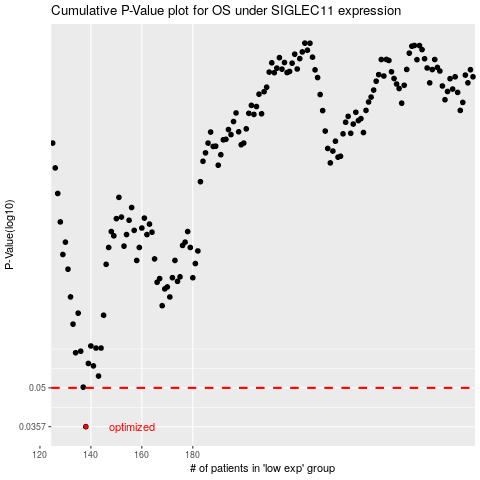 Cumulative P-Value plot for OS under SIGLEC11 expression
P-Value(log10)
0.05
0.0357
optimized
120 140 160 180
# of patients in 'low exp' group